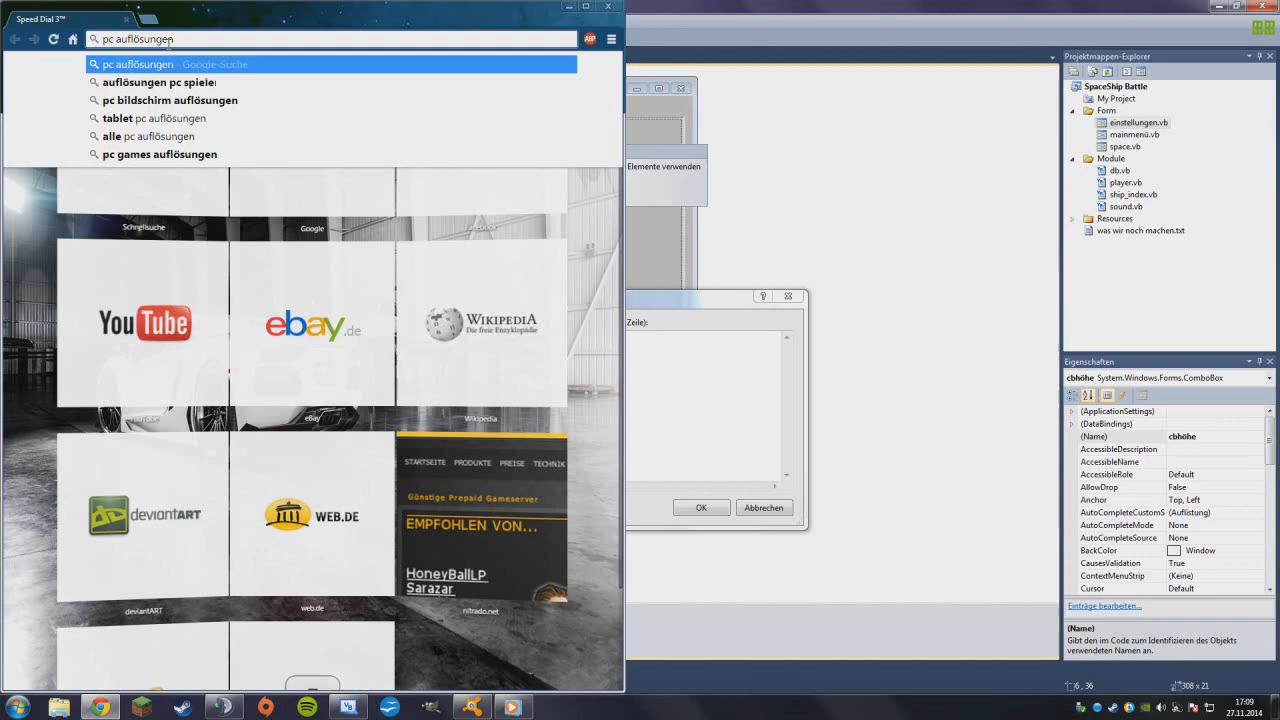 Speed Dial 3™
pc auflösungen
ABP
pc auflösungen - Google-Suche
auflösungen pc spiele
pc bildschirm auflösungen
tablet pc auflösungen
alle pc auflösungen
pc games auflösungen
Schnellsuche
Google
Facebook
YouTube
ebay.de
WIKIPEDIA
Die freie Enzyklopädie
YouTube
eBay
Wikipedia
deviantART
WEB.DE
STARTSEITE PRODUKTE PREISE TECHNIK
Günstige Prepaid Gameserver
EMPFOHLEN VON...
HoneyBallLP
Sarazar
deviantART
web.de
nitrado.net
Elemente verwenden
Zeile):
OK
Abbrechen
Projektmappen-Explorer
SpaceShip Battle
My Project
Form
einstellungen.vb
mainmenü.vb
space.vb
Module
db.vb
player.vb
ship_index.vb
sound.vb
Resources
was wir noch machen.txt
Eigenschaften
cbhöhe System.Windows.Forms.ComboBox
(ApplicationSettings)
(DataBindings)
(Name) cbhöhe
AccessibleDescription
AccessibleName
AccessibleRole Default
AllowDrop False
Anchor Top, Left
AutoCompleteCustomS (Auflistung)
AutoCompleteMode None
AutoCompleteSource None
BackColor Window
CausesValidation True
ContextMenuStrip (Keine)
Cursor Default
Einträge bearbeiten...
(Name)
Gibt den im Code zum Identifizieren des Objekts
verwendeten Namen an.
6 , 36
308 x 21
VB
17:09
27.11.2014